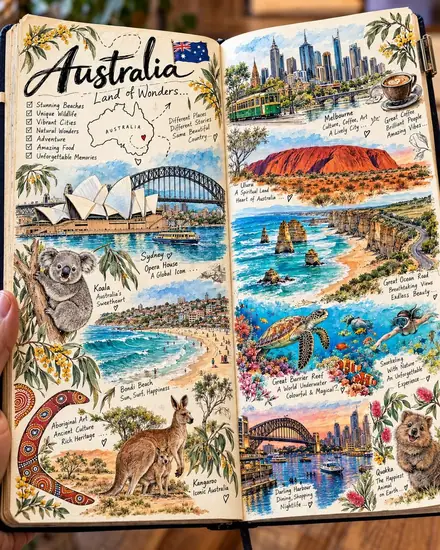 Australia
Land of Wonders...
☑ Stunning Beaches
☑ Unique Wildlife
☑ Vibrant Cities
☑ Natural Wonders
☑ Adventure
☑ Amazing Food
☑ Unforgettable Memories
AUSTRALIA
Different Places
Different Stories
Same Beautiful
Country...
Sydney
Opera House
A Global Icon...
Koala
Australia's
Sweetheart
Bondi Beach
Sun, Surf, Happiness...
Aboriginal Art
Ancient Culture
Rich Heritage...
Kangaroo
Iconic Australia
Melbourne
Culture, Coffee, Art
A Lively City...
Great Coffee
Brilliant People
Amazing Vibes
Uluru
A Spiritual Land
Heart of Australia...
Great Ocean Road
Breathtaking Views
Endless Beauty...
Great Barrier Reef
A World Underwater
Colourful & Magical!
Snorkeling
With Nature
An Unforgettable
Experience...
Darling Harbour
Dining, Shopping
Nightlife...
Quokka
The Happiest
Animal
on Earth...